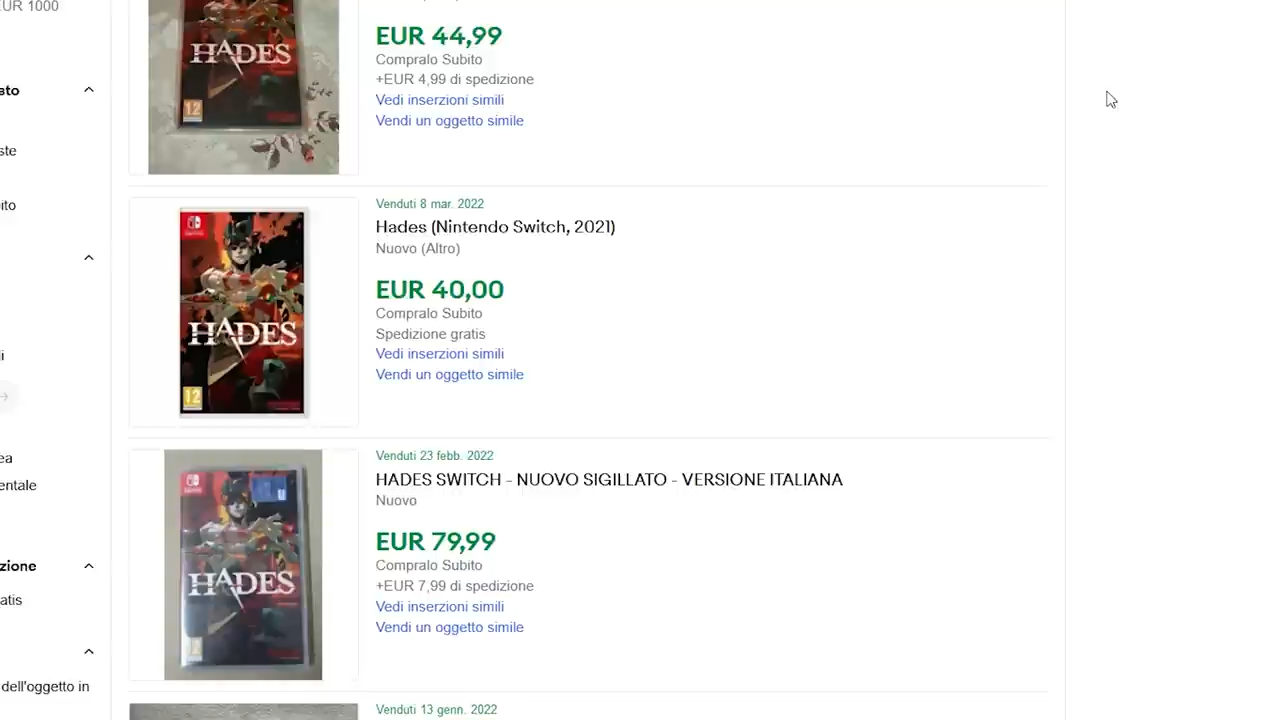 EUR 1000
HADES
12
EUR 44,99
Compralo Subito
+EUR 4,99 di spedizione
Vedi inserzioni simili
Vendi un oggetto simile
HADES
12
Venduti 8 mar. 2022
Hades (Nintendo Switch, 2021)
Nuovo (Altro)
EUR 40,00
Compralo Subito
Spedizione gratis
Vedi inserzioni simili
Vendi un oggetto simile
HADES
Venduti 23 febb. 2022
HADES SWITCH - NUOVO SIGILLATO - VERSIONE ITALIANA
Nuovo
EUR 79,99
Compralo Subito
+EUR 7,99 di spedizione
Vedi inserzioni simili
Vendi un oggetto simile
Venduti 13 genn. 2022
sto
ste
ito
i
ea
entale
zione
atis
dell'oggetto in